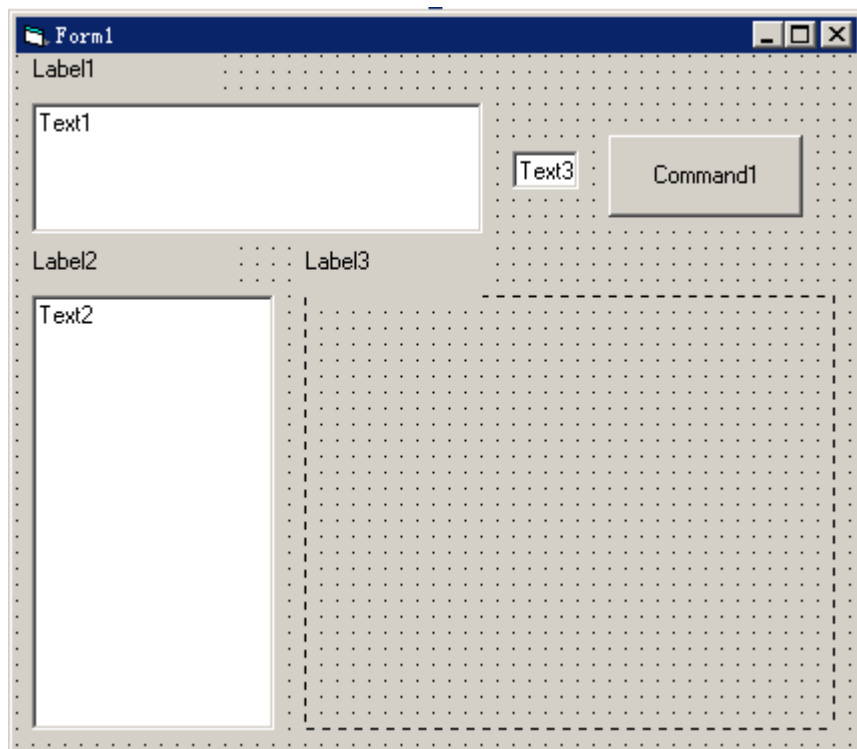 Form1
Label1
Text1
Text3
Command1
Label2
Label3
Text2